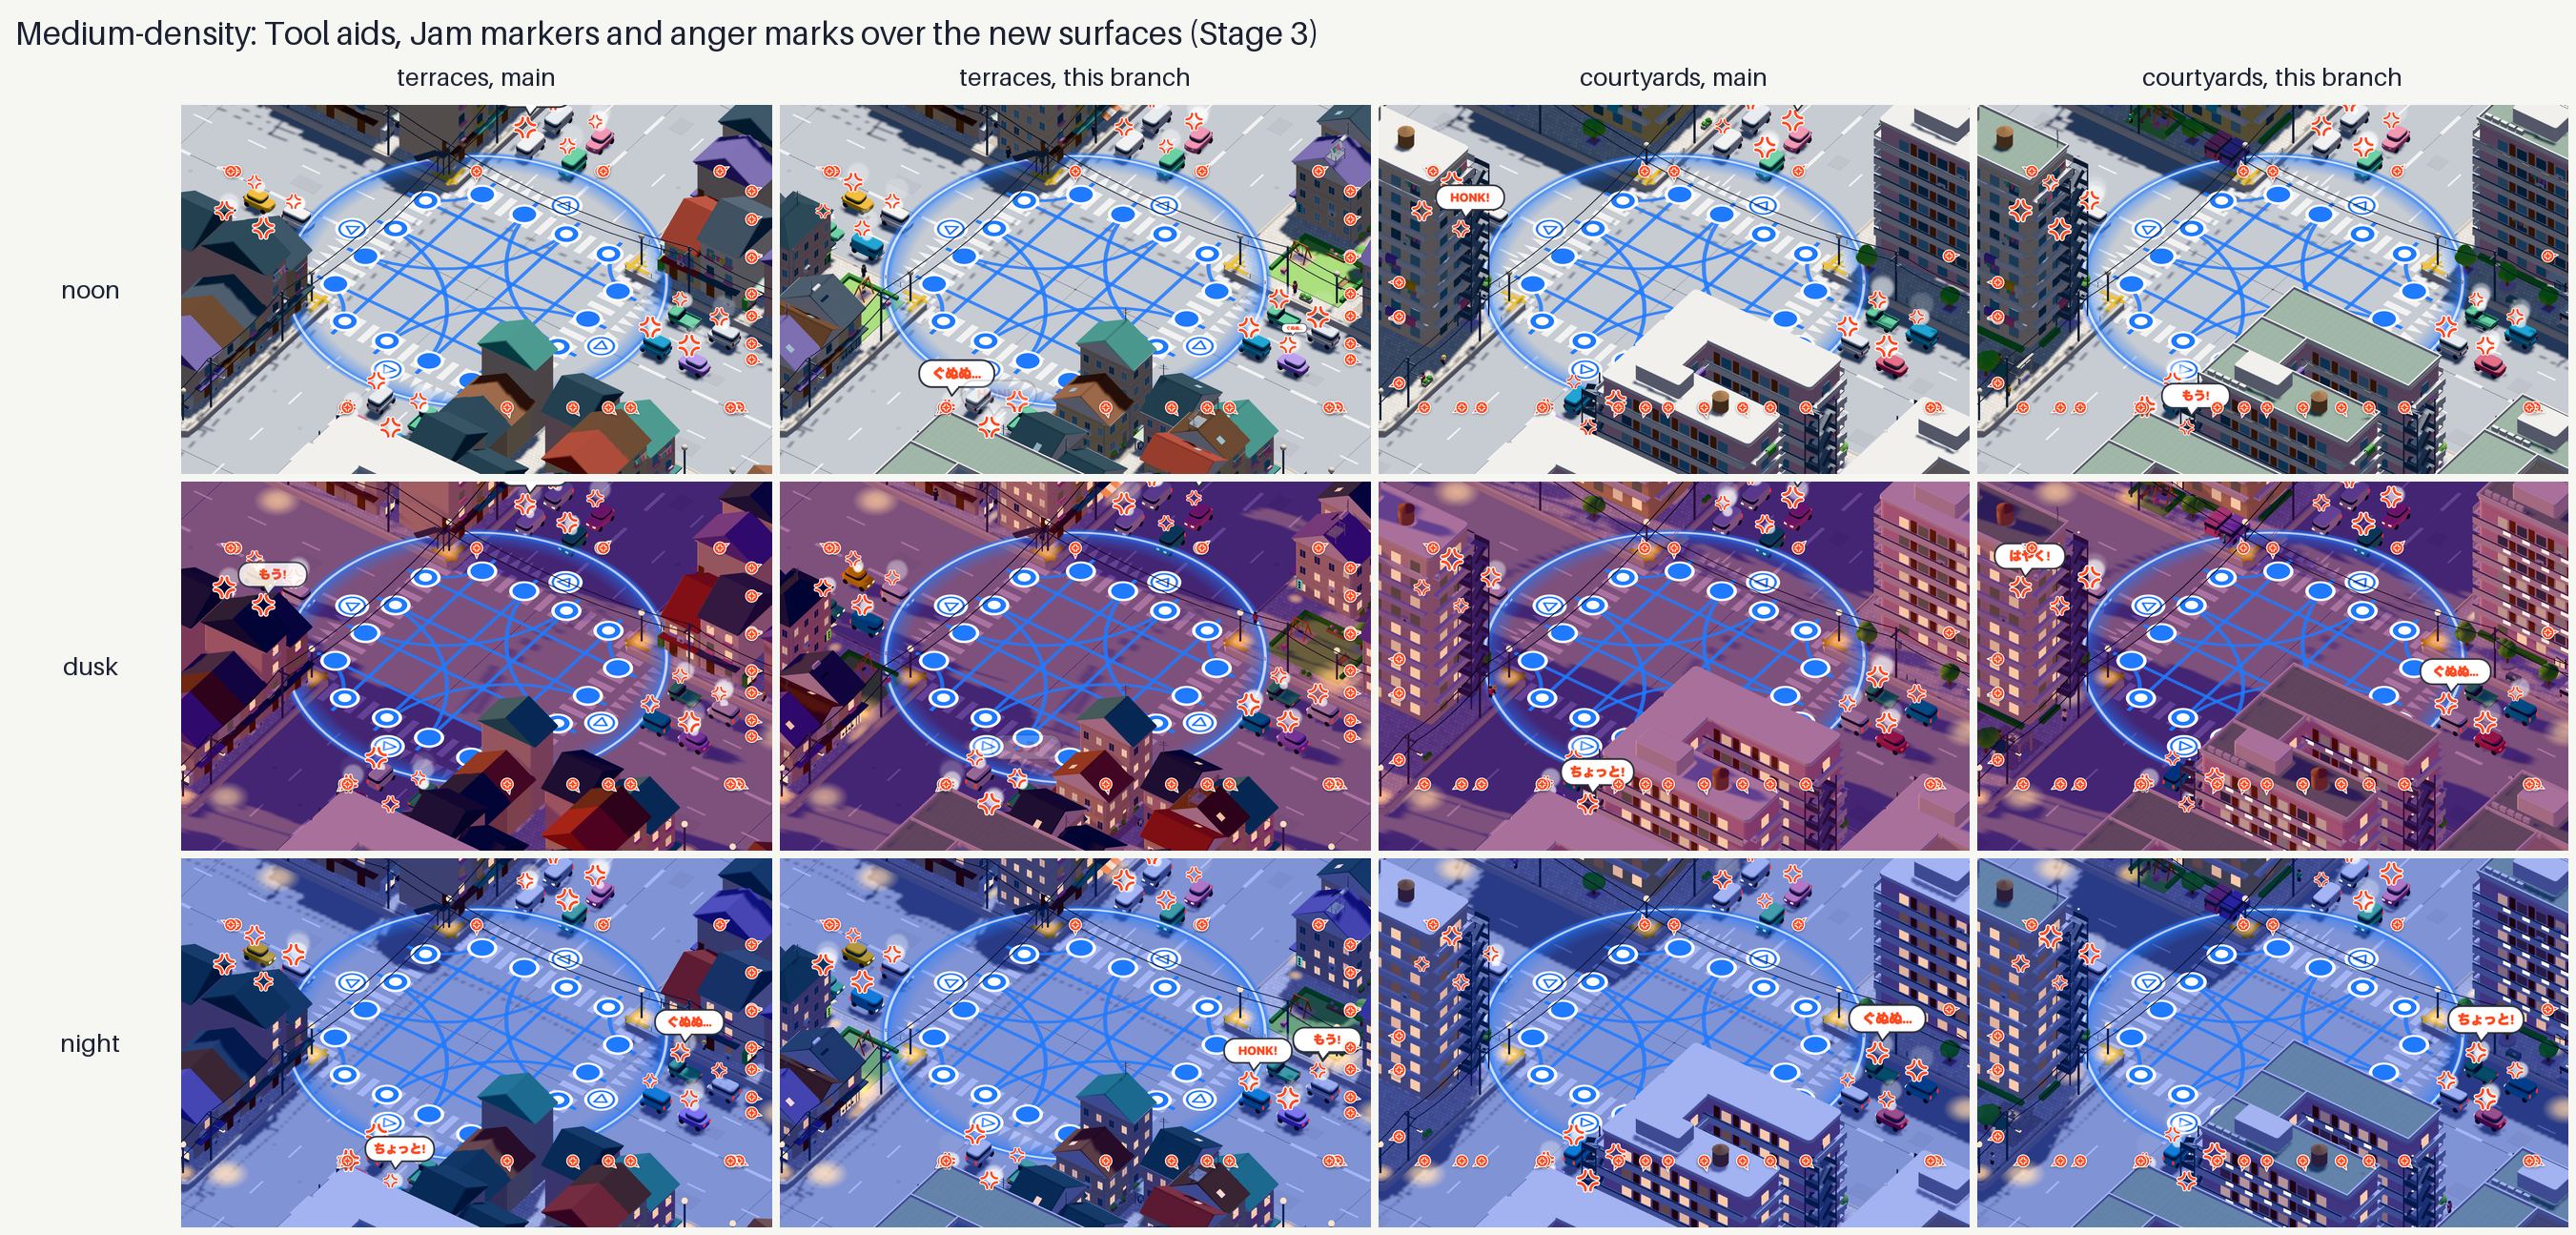 Medium-density: Tool aids, Jam markers and anger marks over the new surfaces (Stage 3)
terraces, main
terraces, this branch
courtyards, main
courtyards, this branch
noon
HONK!
ぐぬぬ...
もう!
dusk
もう!
はやく!
ぐぬぬ...
ちょっと!
night
ぐぬぬ...
HONK!
もう!
ぐぬぬ...
ちょっと!
ちょっと!